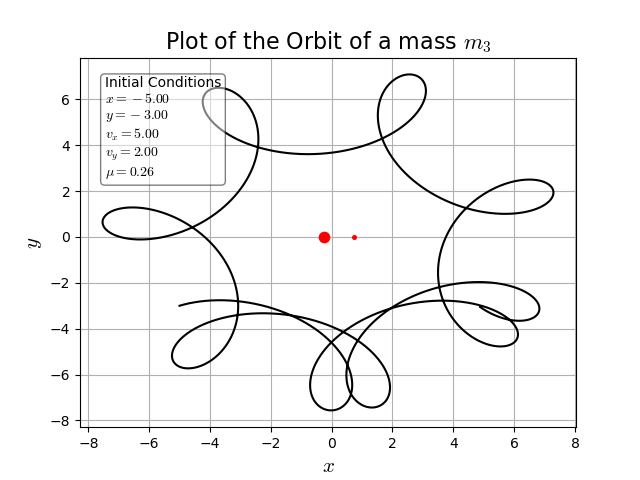 Plot of the Orbit of a mass m₃
Initial Conditions
x = −5.00
y = −3.00
vₓ = 5.00
v_y = 2.00
μ = 0.26
6
4
2
0
−2
−4
−6
−8
y
−8 −6 −4 −2 0 2 4 6 8
x